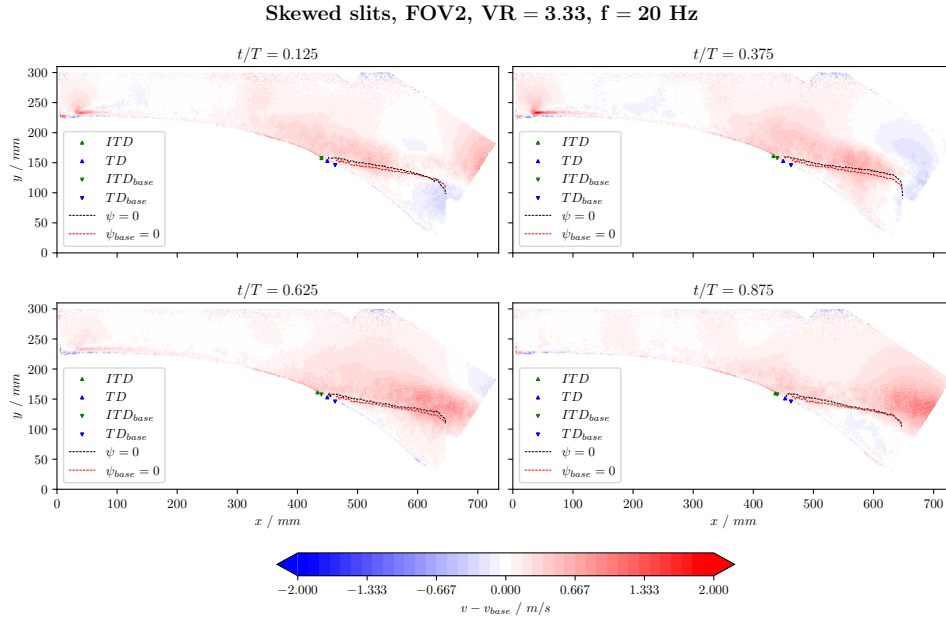 Skewed slits, FOV2, VR = 3.33, f = 20 Hz
t/T = 0.125
t/T = 0.375
300
250
200
150
100
50
0
y / mm
ITD
TD
ITD_base
TD_base
ψ = 0
ψ_base = 0
ITD
TD
ITD_base
TD_base
ψ = 0
ψ_base = 0
t/T = 0.625
t/T = 0.875
300
250
200
150
100
50
0
y / mm
ITD
TD
ITD_base
TD_base
ψ = 0
ψ_base = 0
ITD
TD
ITD_base
TD_base
ψ = 0
ψ_base = 0
0 100 200 300 400 500 600 700
0 100 200 300 400 500 600 700
x / mm
x / mm
−2.000 −1.333 −0.667 0.000 0.667 1.333 2.000
v − v_base / m/s